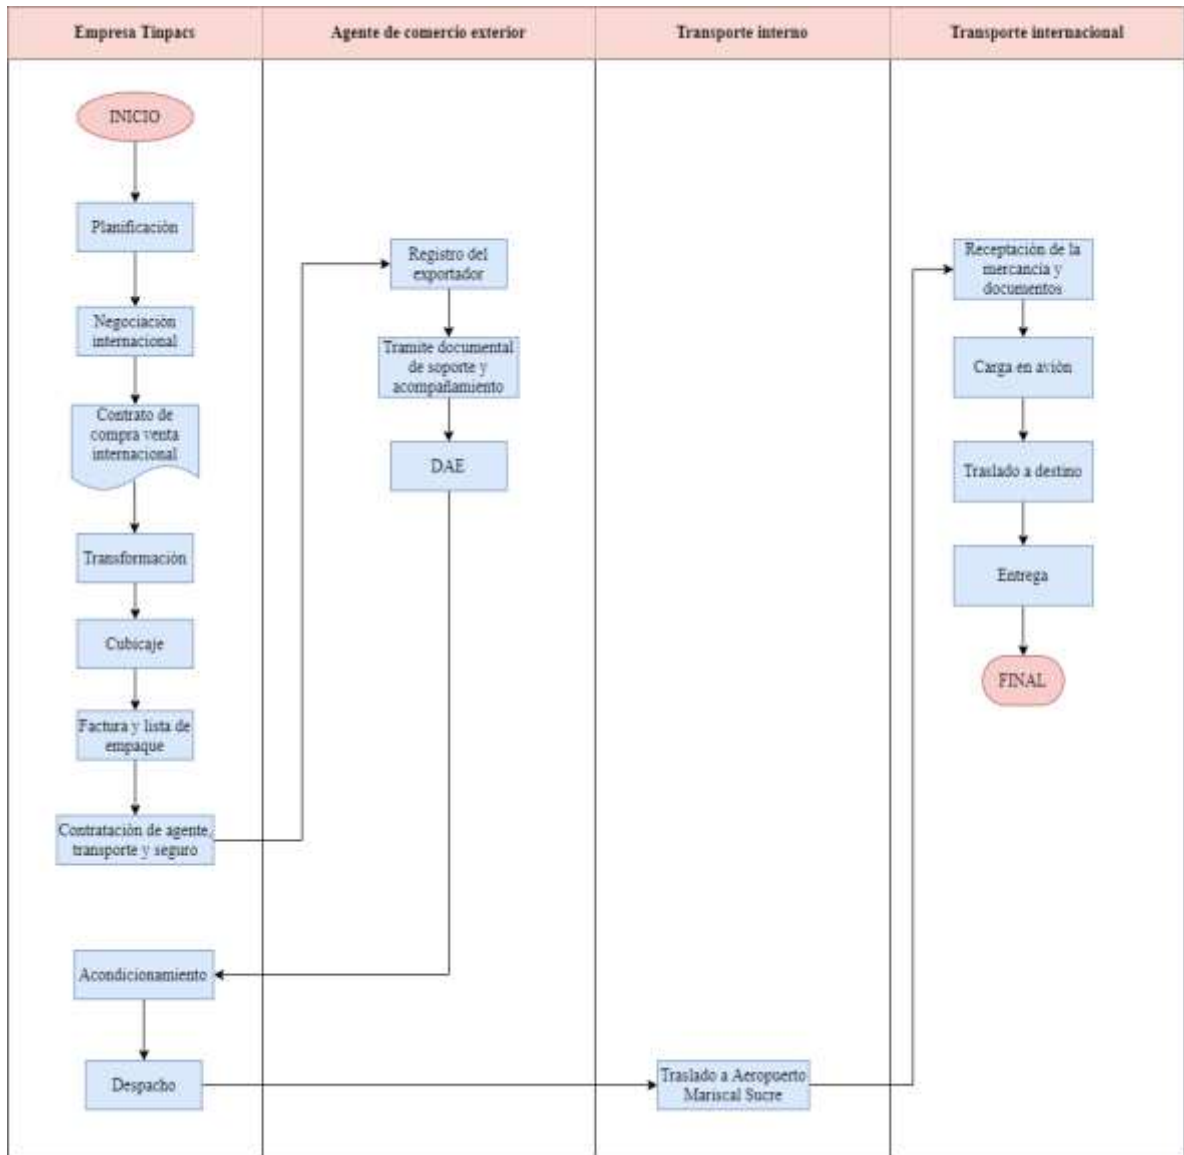 Empresa Tinpacs
Agente de comercio exterior
Transporte interno
Transporte internacional
INICIO
Planificación
Negociación
internacional
Contrato de
compra venta
internacional
Transformación
Cubicaje
Factura y lista de
empaque
Contratación de agente,
transporte y seguro
Registro del
exportador
Tramite documental
de soporte y
acompañamiento
DAE
Acondicionamiento
Despacho
Traslado a Aeropuerto
Mariscal Sucre
Receptación de la
mercancía y
documentos
Carga en avión
Traslado a destino
Entrega
FINAL